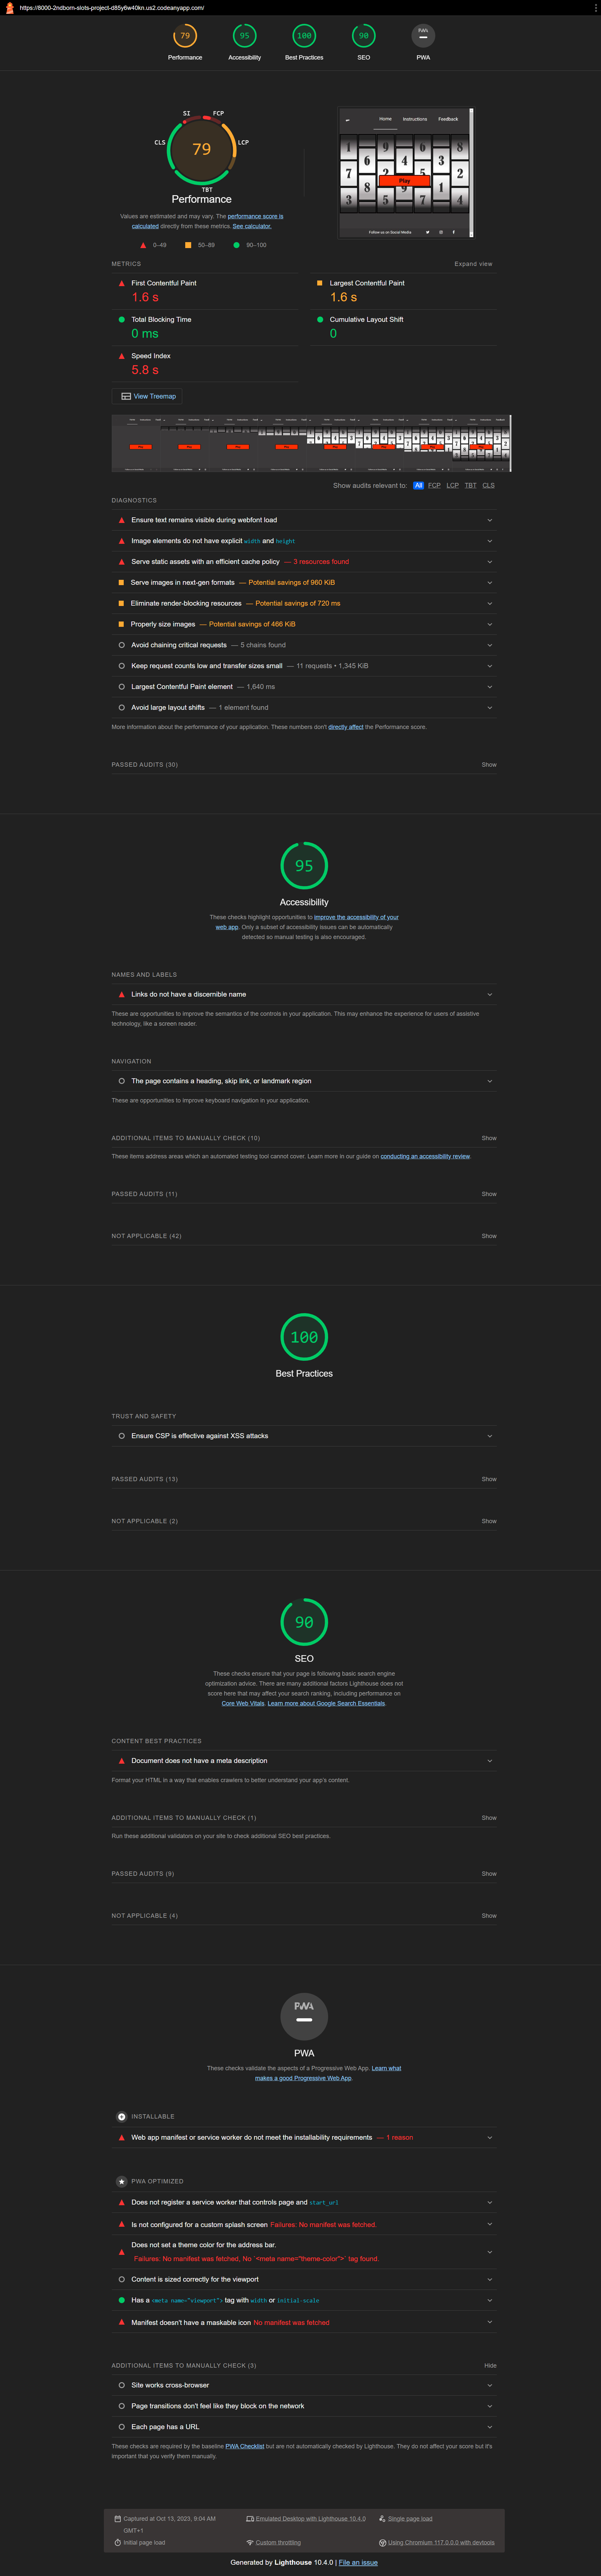 https://8000-2ndborn-slots-project-d85y6w40kn.us2.codeanyapp.com/
79
95
100
90
PWA
Performance
Accessibility
Best Practices
SEO
PWA
SI
FCP
CLS
LCP
79
TBT
Performance
Values are estimated and may vary. The performance score is
calculated directly from these metrics. See calculator.
0–49
50–89
90–100
Home
Instructions
Feedback
Play
Follow us on Social Media
METRICS
Expand view
First Contentful Paint
1.6 s
Largest Contentful Paint
1.6 s
Total Blocking Time
0 ms
Cumulative Layout Shift
0
Speed Index
5.8 s
View Treemap
Show audits relevant to: All FCP LCP TBT CLS
DIAGNOSTICS
Ensure text remains visible during webfont load
Image elements do not have explicit width and height
Serve static assets with an efficient cache policy — 3 resources found
Serve images in next-gen formats — Potential savings of 960 KiB
Eliminate render-blocking resources — Potential savings of 720 ms
Properly size images — Potential savings of 466 KiB
Avoid chaining critical requests — 5 chains found
Keep request counts low and transfer sizes small — 11 requests • 1,345 KiB
Largest Contentful Paint element — 1,640 ms
Avoid large layout shifts — 1 element found
More information about the performance of your application. These numbers don't directly affect the Performance score.
PASSED AUDITS (30)
Show
95
Accessibility
These checks highlight opportunities to improve the accessibility of your
web app. Only a subset of accessibility issues can be automatically
detected so manual testing is also encouraged.
NAMES AND LABELS
Links do not have a discernible name
These are opportunities to improve the semantics of the controls in your application. This may enhance the experience for users of assistive
technology, like a screen reader.
NAVIGATION
The page contains a heading, skip link, or landmark region
These are opportunities to improve keyboard navigation in your application.
ADDITIONAL ITEMS TO MANUALLY CHECK (10)
Show
These items address areas which an automated testing tool cannot cover. Learn more in our guide on conducting an accessibility review.
PASSED AUDITS (11)
Show
NOT APPLICABLE (42)
Show
100
Best Practices
TRUST AND SAFETY
Ensure CSP is effective against XSS attacks
PASSED AUDITS (13)
Show
NOT APPLICABLE (2)
Show
90
SEO
These checks ensure that your page is following basic search engine
optimization advice. There are many additional factors Lighthouse does not
score here that may affect your search ranking, including performance on
Core Web Vitals. Learn more about Google Search Essentials.
CONTENT BEST PRACTICES
Document does not have a meta description
Format your HTML in a way that enables crawlers to better understand your app's content.
ADDITIONAL ITEMS TO MANUALLY CHECK (1)
Show
Run these additional validators on your site to check additional SEO best practices.
PASSED AUDITS (9)
Show
NOT APPLICABLE (4)
Show
PWA
PWA
These checks validate the aspects of a Progressive Web App. Learn what
makes a good Progressive Web App.
INSTALLABLE
Web app manifest or service worker do not meet the installability requirements — 1 reason
PWA OPTIMIZED
Does not register a service worker that controls page and start_url
Is not configured for a custom splash screen Failures: No manifest was fetched.
Does not set a theme color for the address bar.
Failures: No manifest was fetched, No `<meta name="theme-color">` tag found.
Content is sized correctly for the viewport
Has a <meta name="viewport"> tag with width or initial-scale
Manifest doesn't have a maskable icon No manifest was fetched
ADDITIONAL ITEMS TO MANUALLY CHECK (3)
Hide
Site works cross-browser
Page transitions don't feel like they block on the network
Each page has a URL
These checks are required by the baseline PWA Checklist but are not automatically checked by Lighthouse. They do not affect your score but it's
important that you verify them manually.
Captured at Oct 13, 2023, 9:04 AM
GMT+1
Emulated Desktop with Lighthouse 10.4.0
Single page load
Initial page load
Custom throttling
Using Chromium 117.0.0.0 with devtools
Generated by Lighthouse 10.4.0 | File an issue